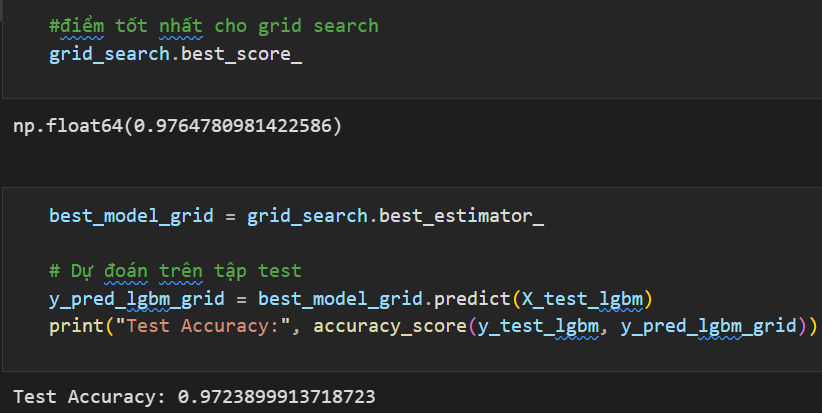 #điểm tốt nhất cho grid search
grid_search.best_score_
np.float64(0.9764780981422586)
best_model_grid = grid_search.best_estimator_
# Dự đoán trên tập test
y_pred_lgbm_grid = best_model_grid.predict(X_test_lgbm)
print("Test Accuracy:", accuracy_score(y_test_lgbm, y_pred_lgbm_grid))
Test Accuracy: 0.9723899913718723